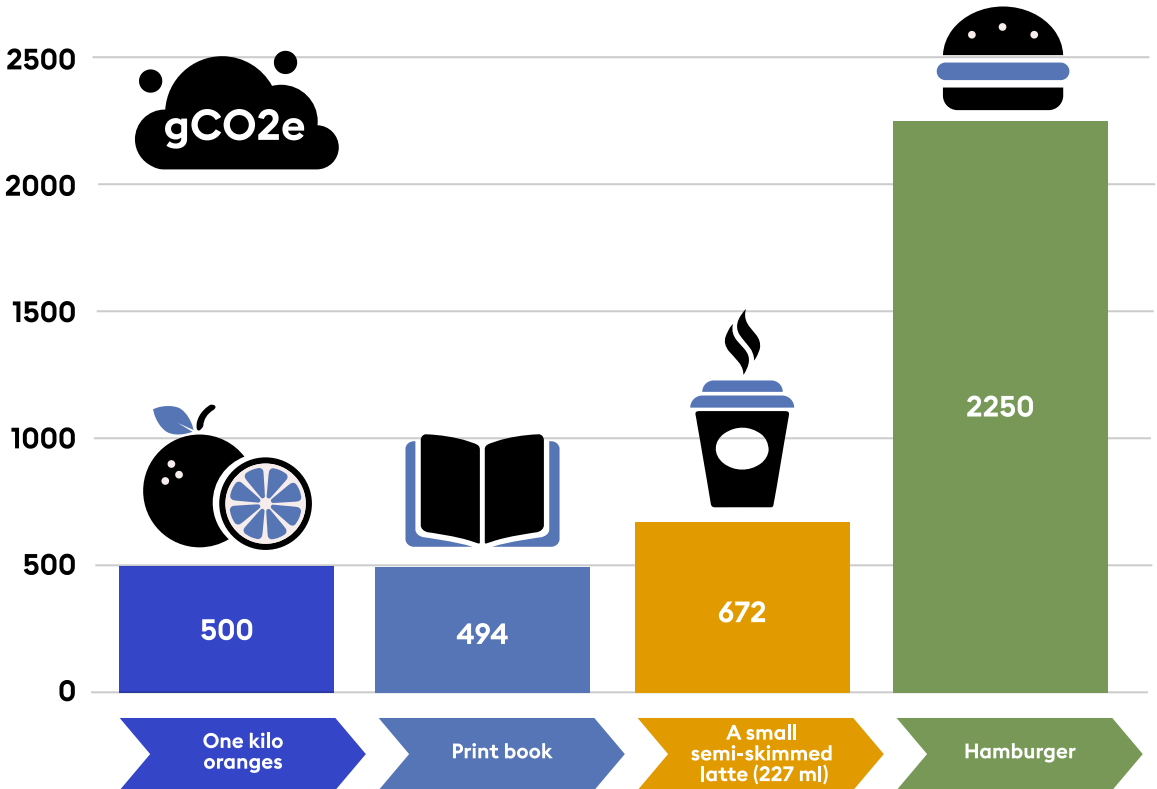 2500
2000
1500
1000
500
0
gCO2e
500
494
672
2250
One kilo
oranges
Print book
A small
semi-skimmed
latte (227 ml)
Hamburger